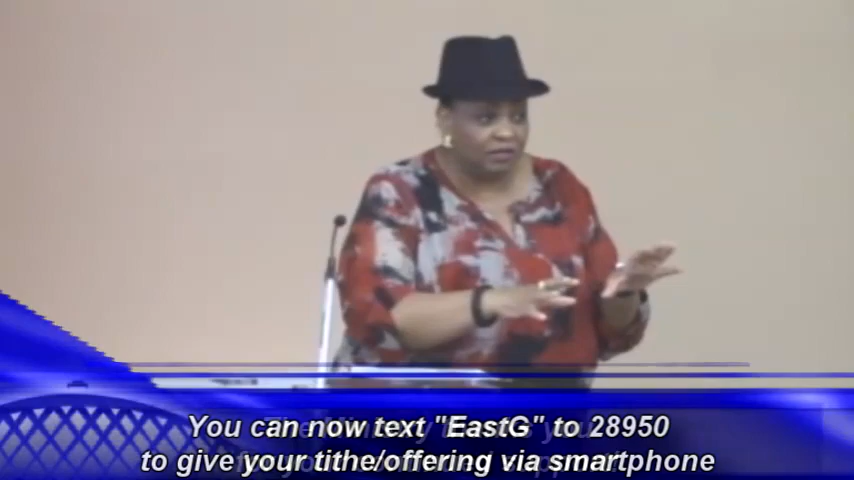 You can now text "EastG" to 28950
to give your tithe/offering via smartphone